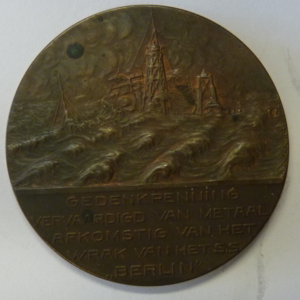 GEDENKPENNING
VERVAARDIGD VAN METAAL
AFKOMSTIG VAN HET
WRAK VAN HET S.S.
„BERLIJN"